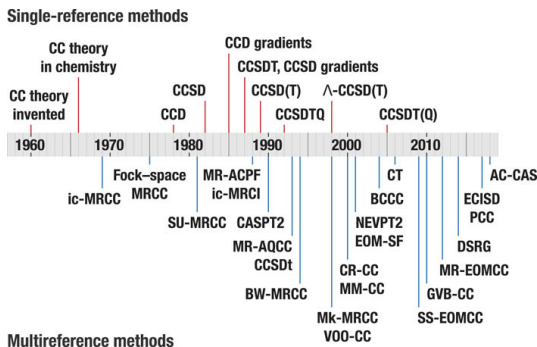 Single-reference methods
CCD gradients
CC theory
in chemistry
CCSDT, CCSD gradients
CCSD
CCSD(T)
Λ-CCSD(T)
CC theory
invented
CCD
CCSDTQ
CCSDT(Q)
1960 1970 1980 1990 2000 2010
ic-MRCC
Fock–space
MRCC
MR-ACPF
ic-MRCI
CT
AC-CAS
BCCC
ECISD
PCC
SU-MRCC
CASPT2
NEVPT2
EOM-SF
MR-AQCC
CCSDt
DSRG
CR-CC
MM-CC
MR-EOMCC
BW-MRCC
GVB-CC
Mk-MRCC
VOO-CC
SS-EOMCC
Multireference methods